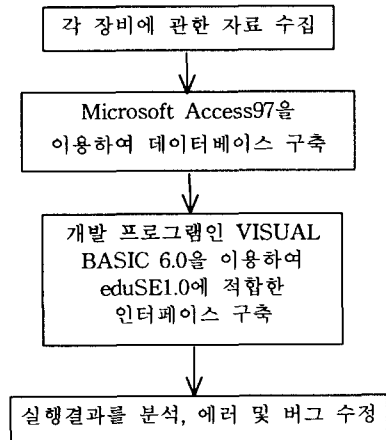 각 장비에 관한 자료 수집
Microsoft Access97을
이용하여 데이터베이스 구축
개발 프로그램인 VISUAL
BASIC 6.0을 이용하여
eduSE1.0에 적합한
인터페이스 구축
실행결과를 분석, 에러 및 버그 수정